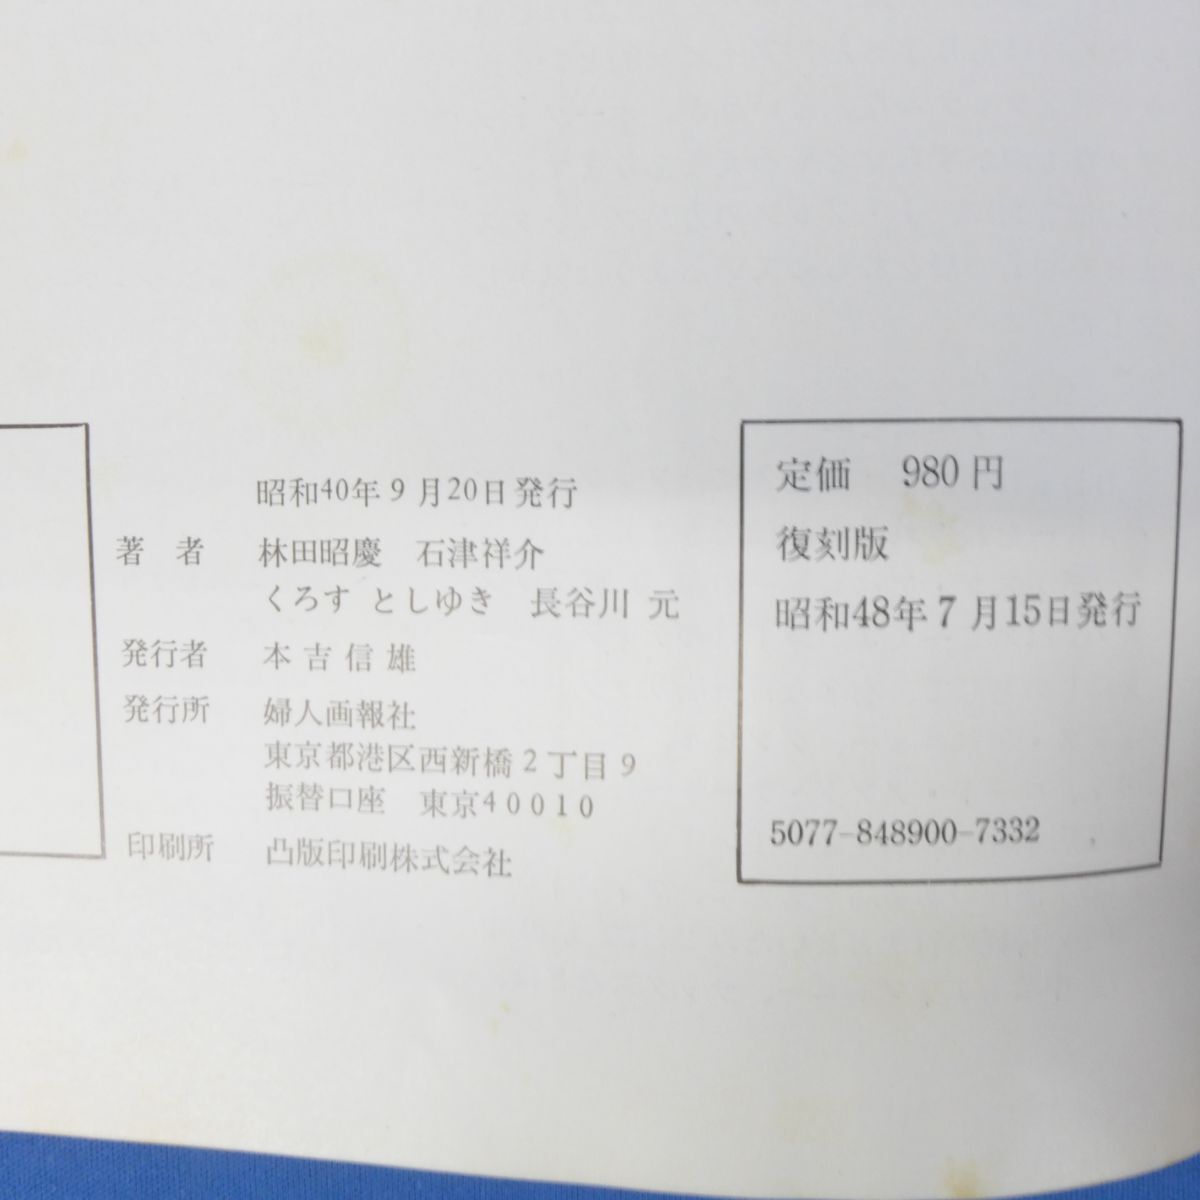 昭和40年9月20日発行
著者 林田昭慶 石津祥介
くろす としゆき 長谷川 元
発行者 本吉信雄
発行所 婦人画報社
東京都港区西新橋2丁目9
振替口座 東京40010
印刷所 凸版印刷株式会社
定価 980円
復刻版
昭和48年7月15日発行
5077-848900-7332